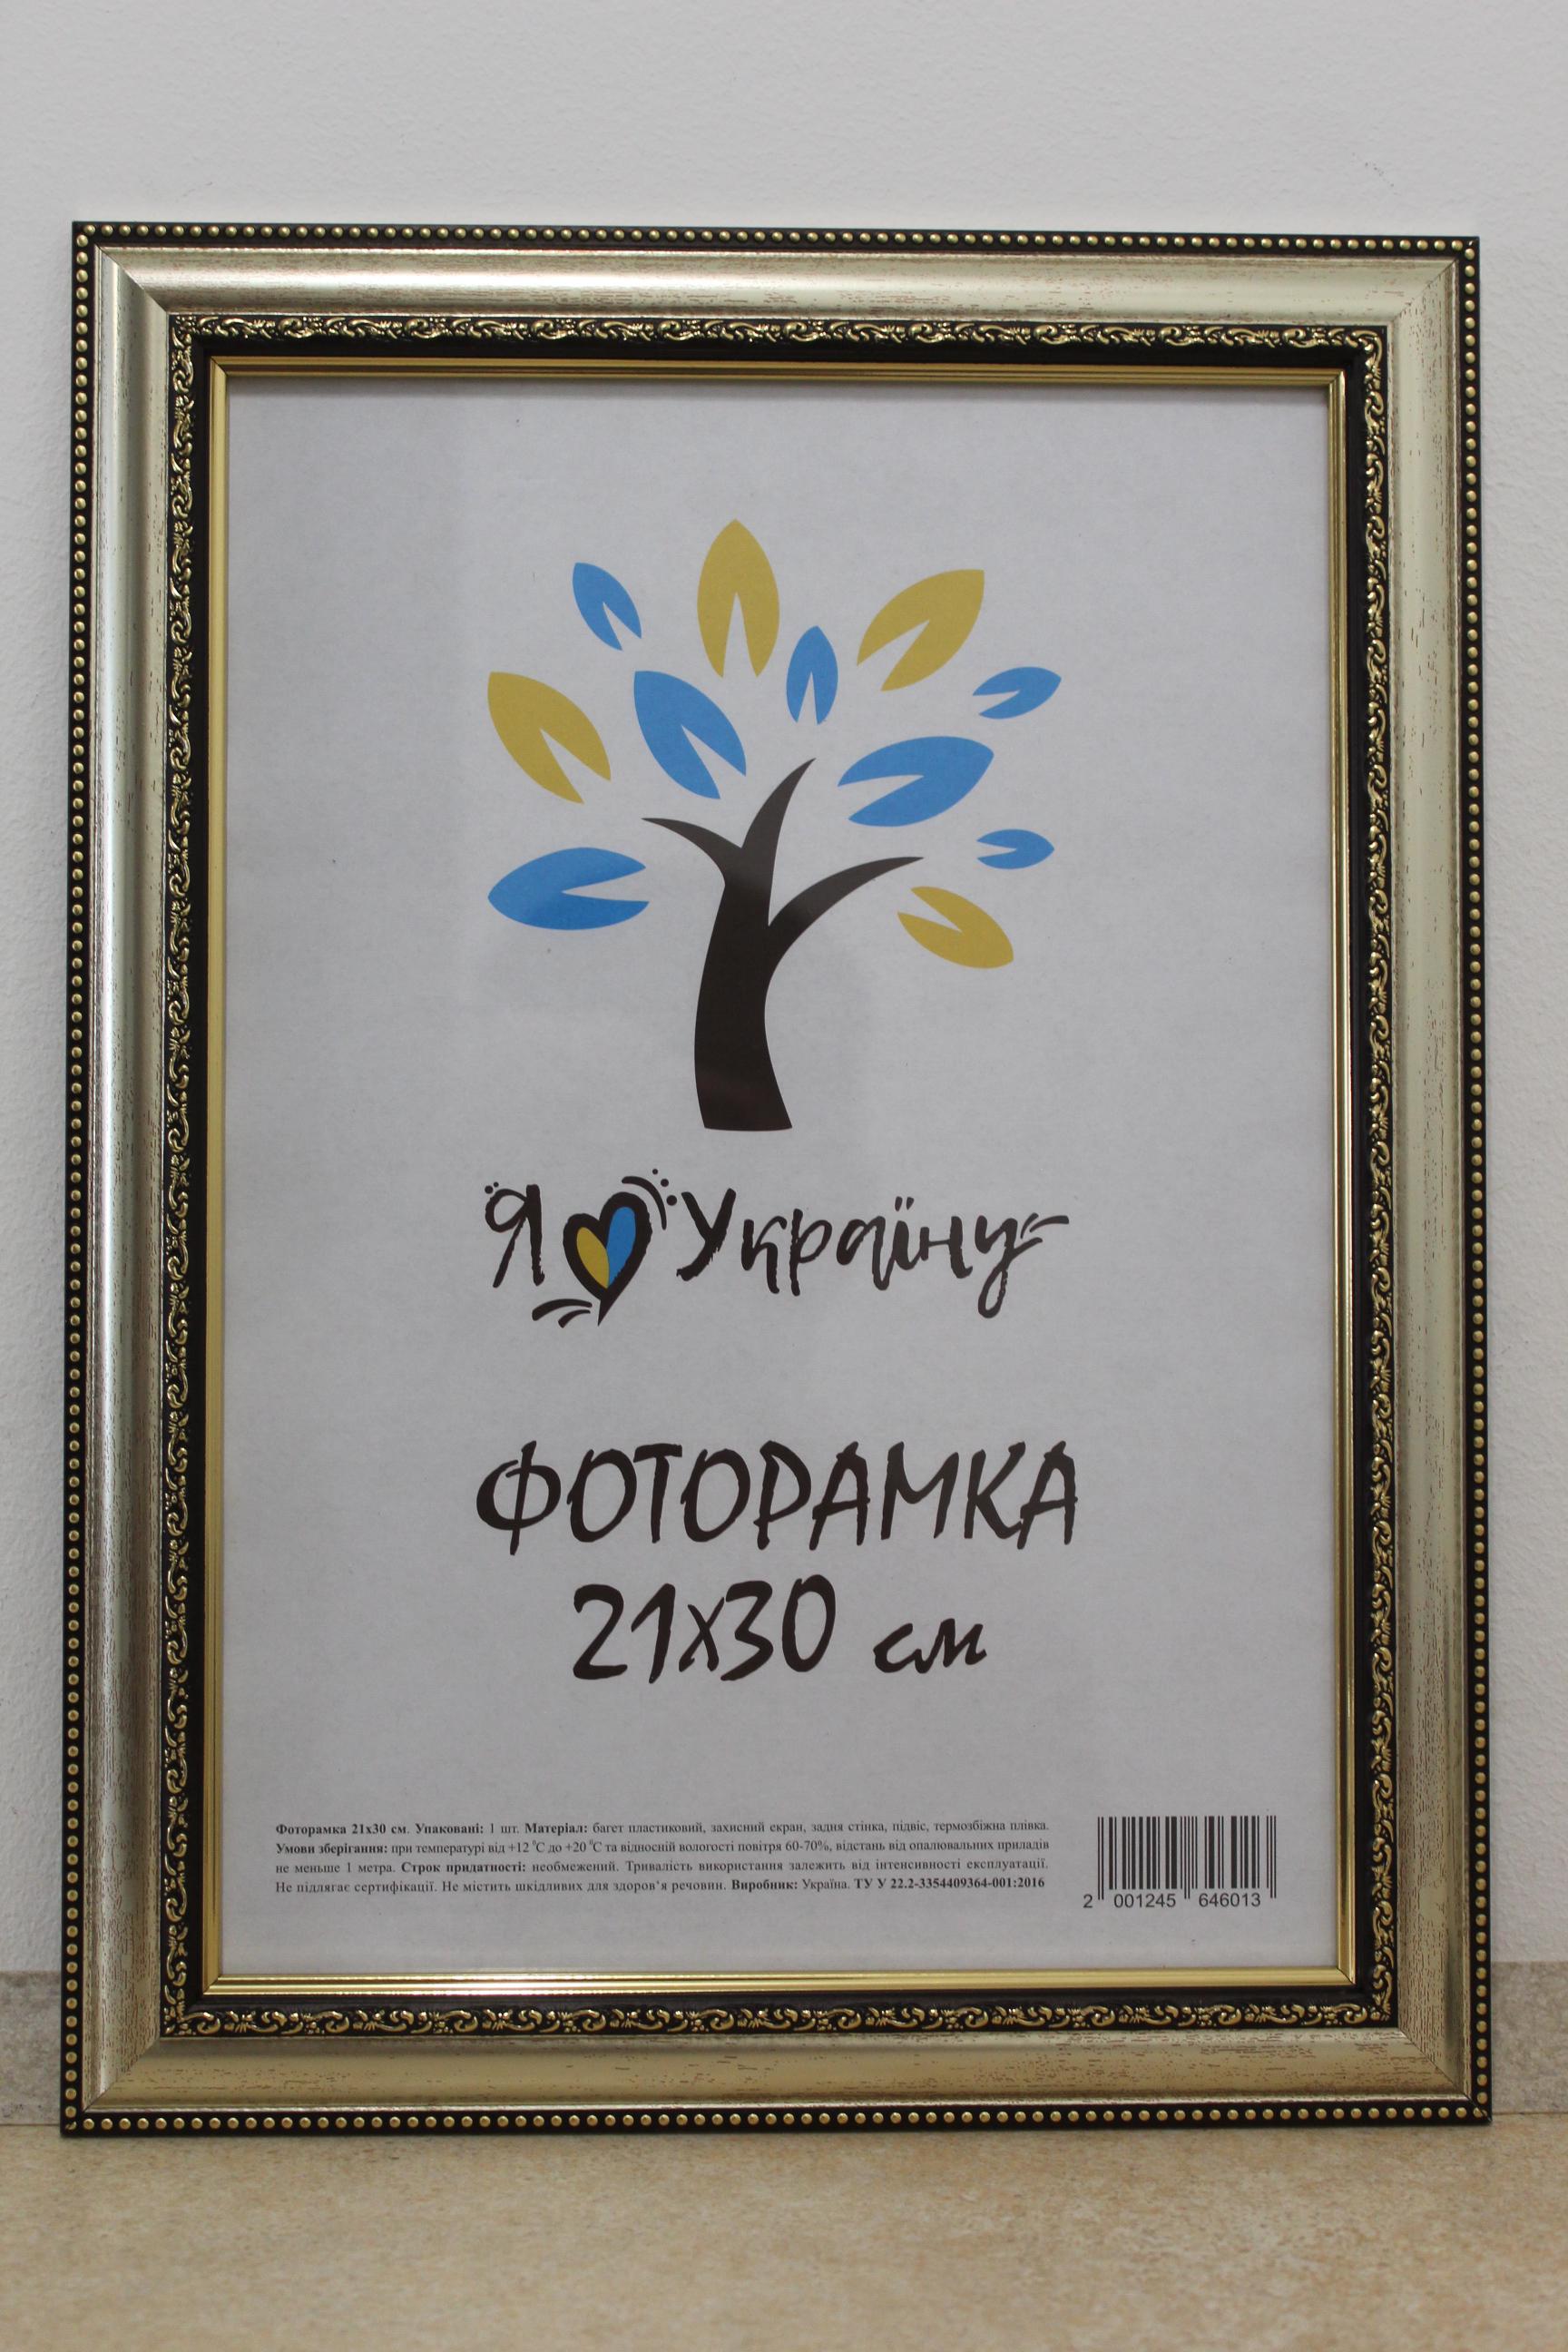 Я Україну
ФОТОРАМКА
21х30 см
Фоторамка 21х30 см. Упаковані: 1 шт. Матеріал: багет пластиковий, захисний екран, задня стінка, підвіс, термозбіжна плівка.
Умови зберігання: при температурі від +12 °С до +20 °С та відносній вологості повітря 60-70%, відстань від опалювальних приладів
не меньше 1 метра. Строк придатності: необмежений. Тривалість використання залежить від інтенсивності експлуатації.
Не підлягає сертифікації. Не містить шкідливих для здоров'я речовин. Виробник: Україна. ТУ У 22.2-3354409364-001:2016
2 001245 646013